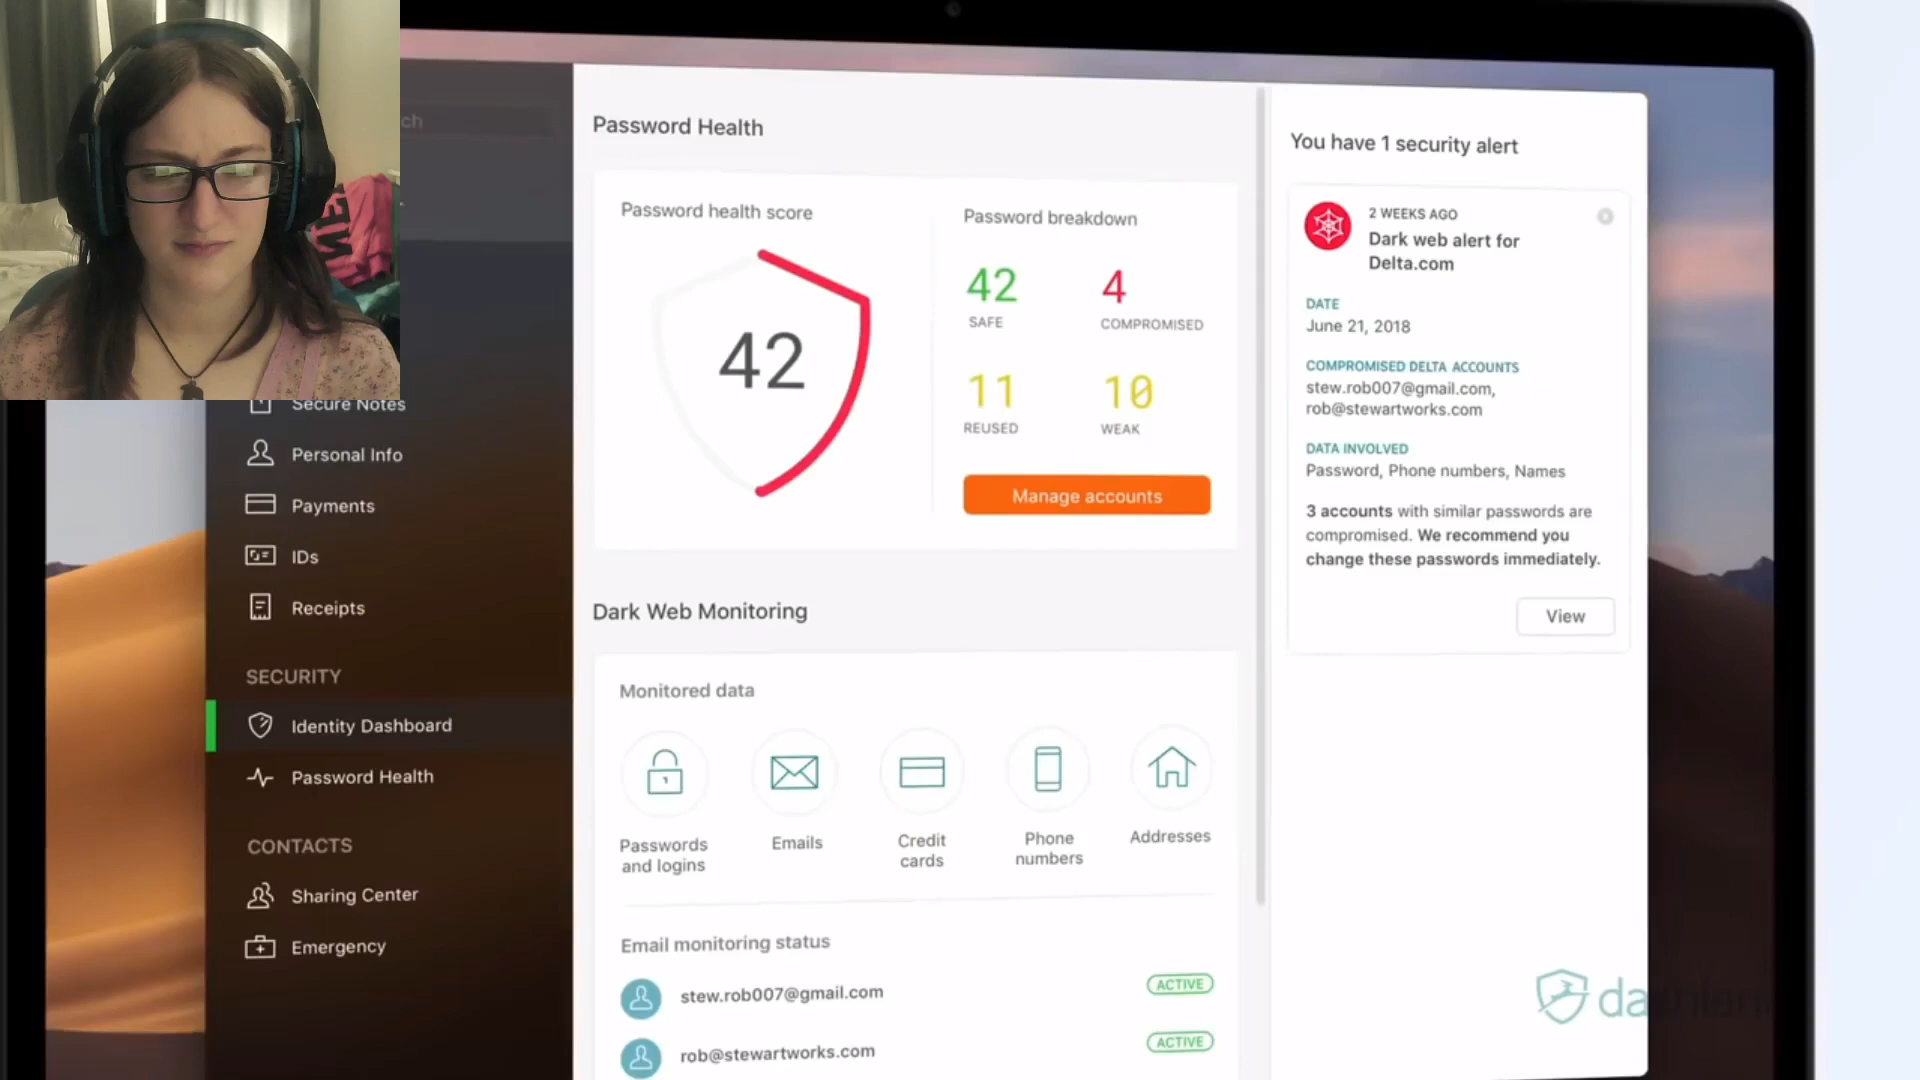 ch
Secure Notes
Personal Info
Payments
IDs
Receipts
SECURITY
Identity Dashboard
Password Health
CONTACTS
Sharing Center
Emergency
Password Health
Password health score
42
Password breakdown
42
SAFE
4
COMPROMISED
11
REUSED
10
WEAK
Manage accounts
Dark Web Monitoring
Monitored data
Passwords
and logins
Emails
Credit
cards
Phone
numbers
Addresses
Email monitoring status
stew.rob007@gmail.com
ACTIVE
rob@stewartworks.com
ACTIVE
You have 1 security alert
2 WEEKS AGO
Dark web alert for
Delta.com
DATE
June 21, 2018
COMPROMISED DELTA ACCOUNTS
stew.rob007@gmail.com,
rob@stewartworks.com
DATA INVOLVED
Password, Phone numbers, Names
3 accounts with similar passwords are
compromised. We recommend you
change these passwords immediately.
View